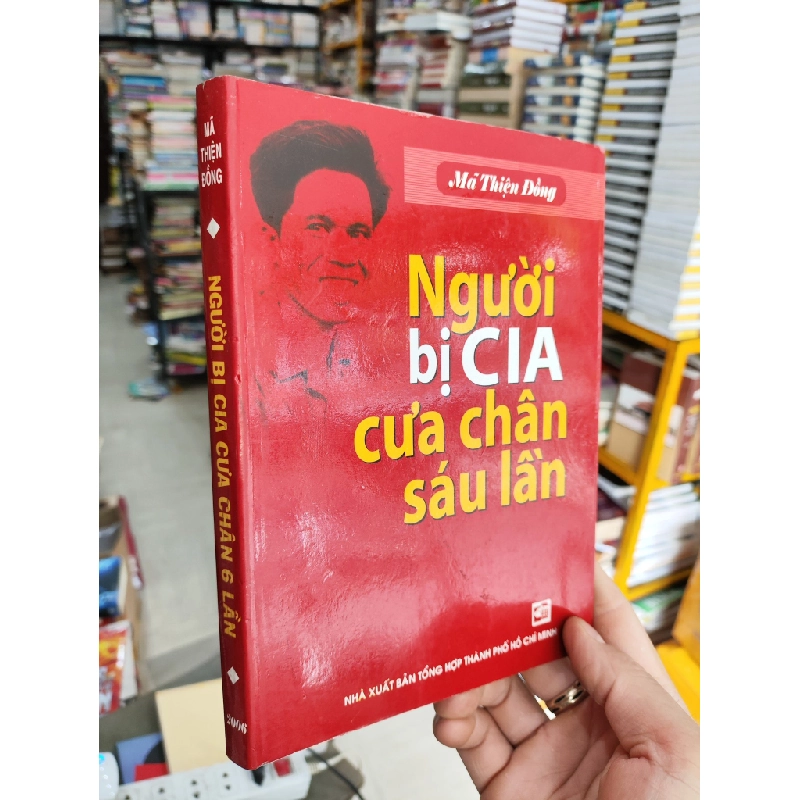 MÃ THIỆN ĐỒNG
NGƯỜI BỊ CIA CƯA CHÂN 6 LẦN
2006
Mã Thiện Đồng
Người
bị CIA
cưa chân
sáu lần
NHÀ XUẤT BẢN TỔNG HỢP THÀNH PHỐ HỒ CHÍ MINH